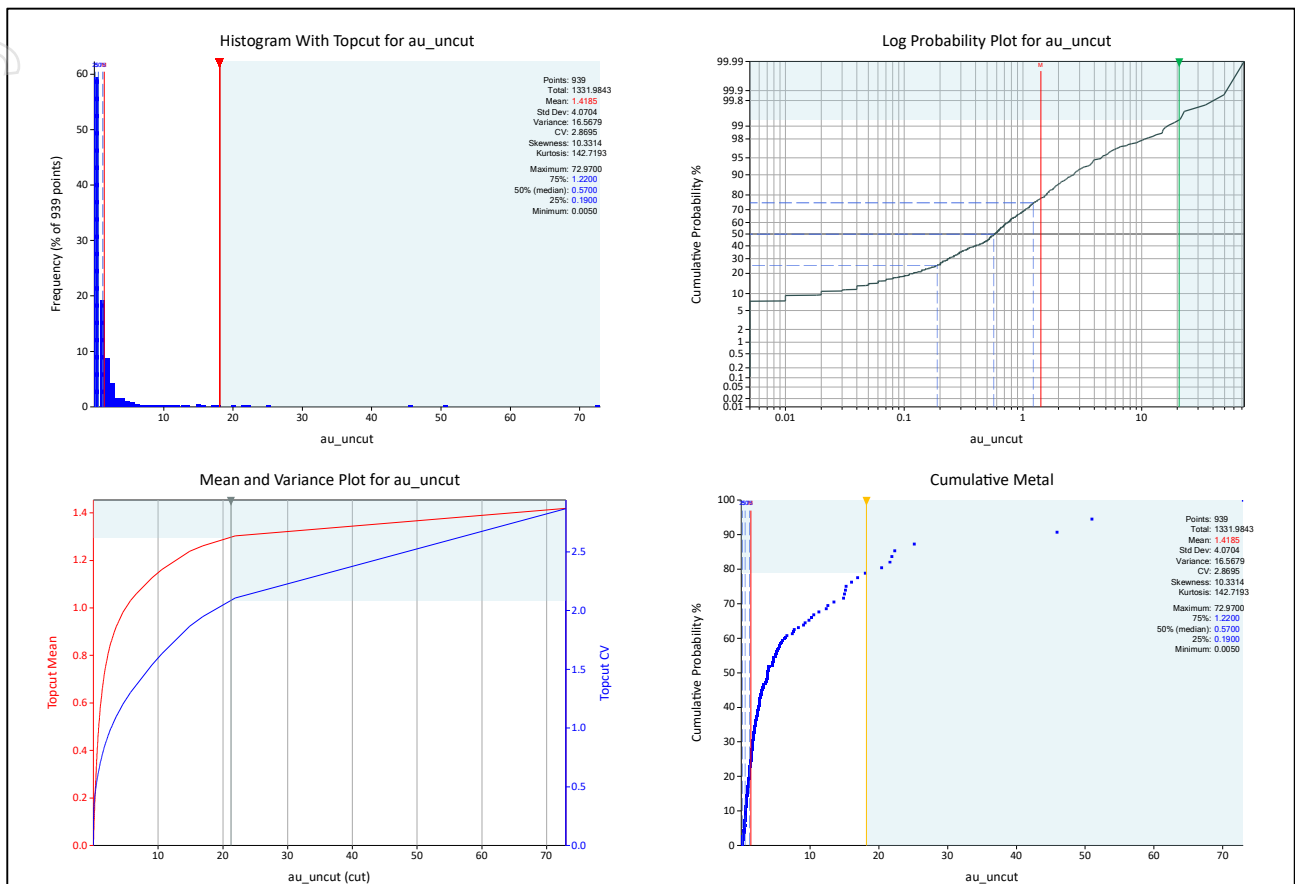 Histogram With Topcut for au_uncut
Points: 939
Total: 1331.9843
Mean: 1.4185
Std Dev: 4.0704
Variance: 16.5679
CV: 2.8695
Skewness: 10.3314
Kurtosis: 142.7193
Maximum: 72.9700
75%: 1.2200
50% (median): 0.5700
25%: 0.1900
Minimum: 0.0050
Frequency (% of 939 points)
60
50
40
30
20
10
0
10 20 30 40 50 60 70
au_uncut
Log Probability Plot for au_uncut
M
Cumulative Probability %
99.99
99.9
99.8
99
98
95
90
80
70
60
50
40
30
20
10
5
2
1
0.5
0.2
0.1
0.05
0.02
0.01
0.01 0.1 1 10
au_uncut
Mean and Variance Plot for au_uncut
Topcut Mean
1.4
1.2
1.0
0.8
0.6
0.4
0.2
0.0
Topcut CV
2.5
2.0
1.5
1.0
0.5
0.0
10 20 30 40 50 60 70
au_uncut (cut)
Cumulative Metal
Points: 939
Total: 1331.9843
Mean: 1.4185
Std Dev: 4.0704
Variance: 16.5679
CV: 2.8695
Skewness: 10.3314
Kurtosis: 142.7193
Maximum: 72.9700
75%: 1.2200
50% (median): 0.5700
25%: 0.1900
Minimum: 0.0050
Cumulative Probability %
100
90
80
70
60
50
40
30
20
10
0
10 20 30 40 50 60 70
au_uncut